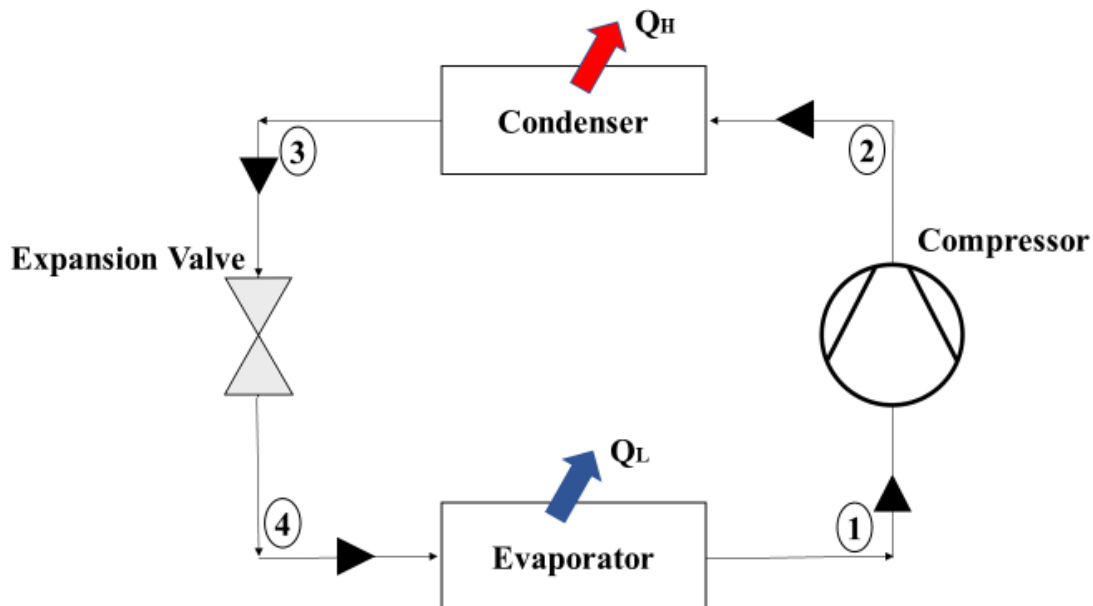 QH
Condenser
3
2
Expansion Valve
Compressor
QL
4
1
Evaporator